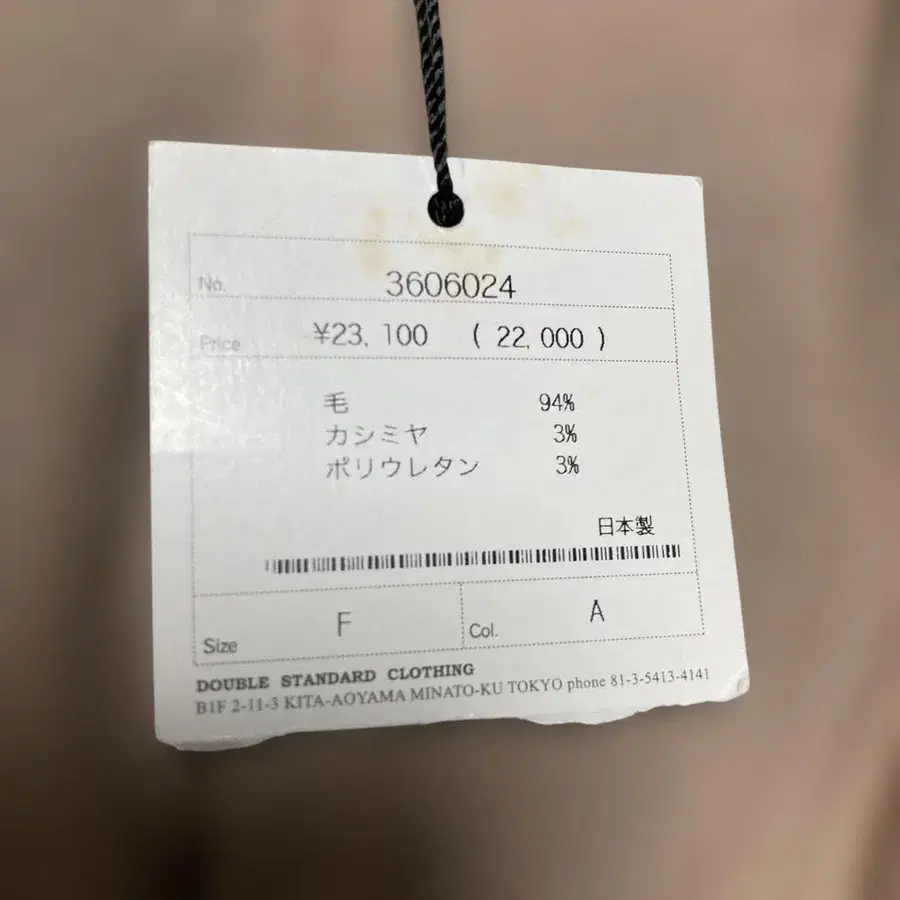 No. 3606024
Price ¥23,100 ( 22,000 )
毛 94%
カシミヤ 3%
ポリウレタン 3%
日本製
Size F Col. A
DOUBLE STANDARD CLOTHING
B1F 2-11-3 KITA-AOYAMA MINATO-KU TOKYO phone 81-3-5413-4141